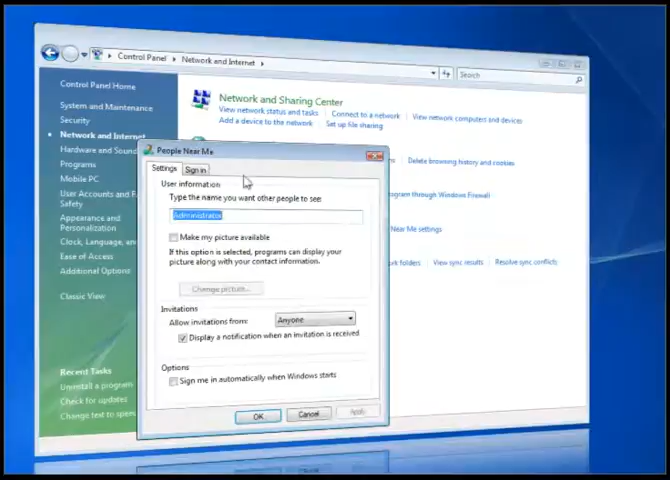 Control Panel
Network and Internet
Search
Control Panel Home
System and Maintenance
Security
Network and Internet
Hardware and Sound
Programs
Mobile PC
User Accounts and Fa
Safety
Appearance and
Personalization
Clock, Language, an
Ease of Access
Additional Options
Classic View
Recent Tasks
Uninstall a program
Check for updates
Change text to speec
Network and Sharing Center
View network status and tasks
Connect to a network
View network computers and devices
Add a device to the network
Set up file sharing
Delete browsing history and cookies
program through Windows Firewall
Near Me settings
rk folders
View sync results
Resolve sync conflicts
People Near Me
Settings
Sign in
User information
Type the name you want other people to see:
Administrator
Make my picture available
If this option is selected, programs can display your
picture along with your contact information.
Change picture...
Invitations
Allow invitations from:
Anyone
Display a notification when an invitation is received
Options
Sign me in automatically when Windows starts
OK
Cancel
Apply